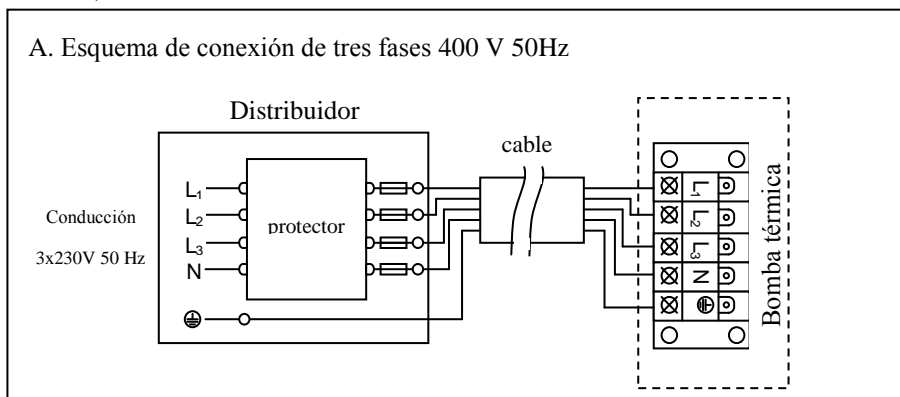 A. Esquema de conexión de tres fases 400 V 50Hz
Distribuidor
cable
Conducción
3x230V 50 Hz
L1
L2
L3
N
protector
L1
L2
L3
N
Bomba térmica